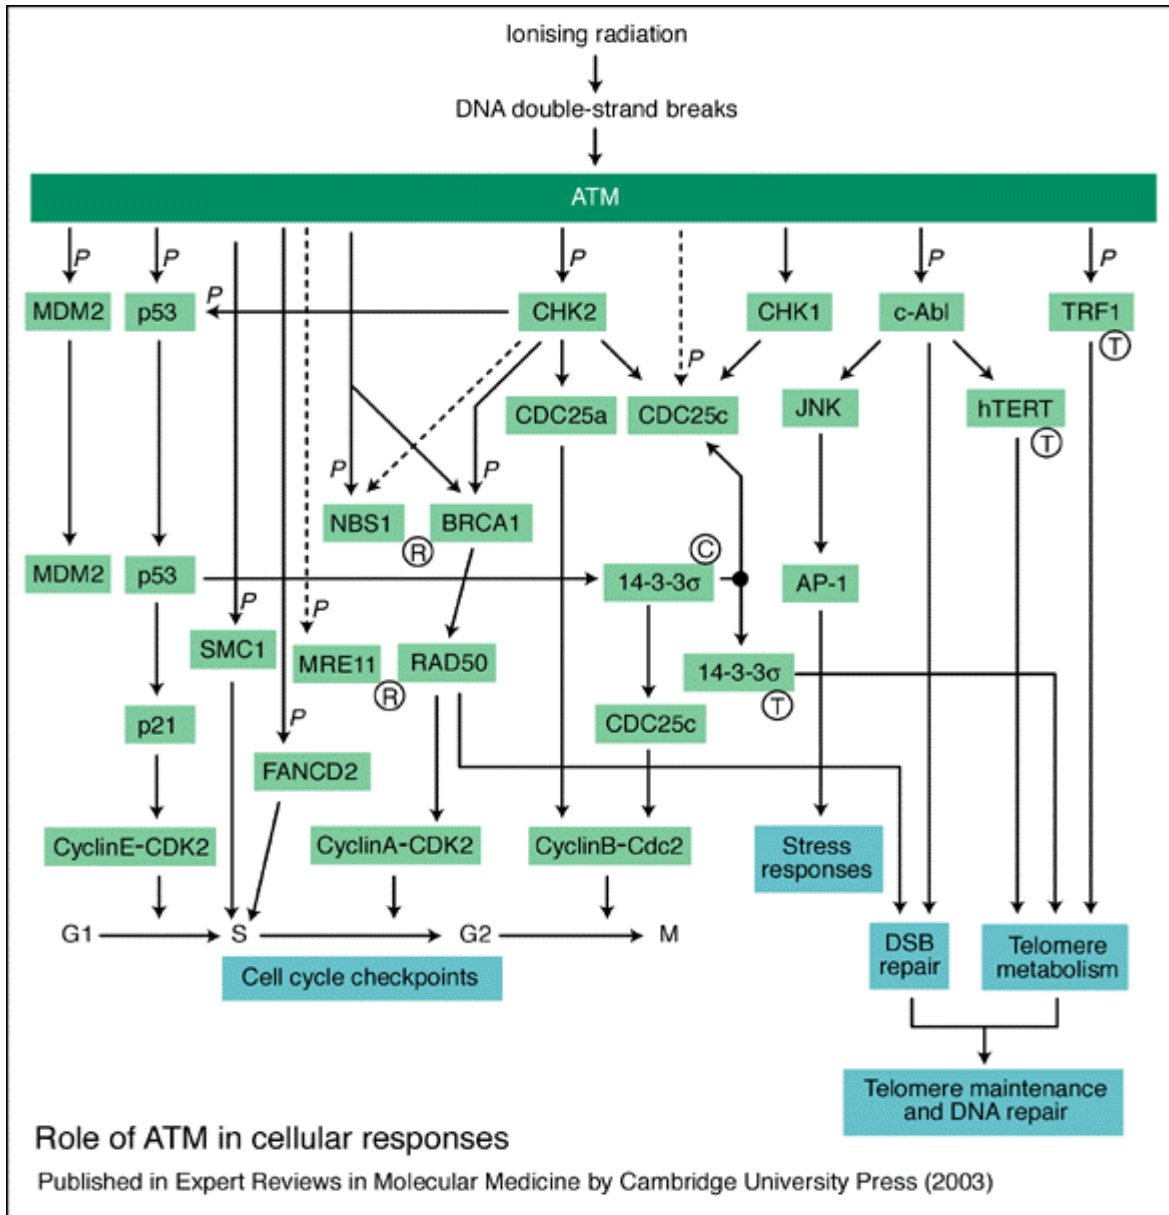 Ionising radiation
DNA double-strand breaks
ATM
P
P
P
P
P
MDM2
p53
P
CHK2
CHK1
c-Abl
TRF1
T
P
CDC25a
CDC25c
JNK
hTERT
T
P
P
NBS1
BRCA1
R
C
MDM2
p53
14-3-3σ
AP-1
P
P
SMC1
MRE11
RAD50
R
14-3-3σ
T
p21
P
CDC25c
FANCD2
CyclinE-CDK2
CyclinA-CDK2
CyclinB-Cdc2
Stress
responses
G1
S
G2
M
Cell cycle checkpoints
DSB
repair
Telomere
metabolism
Telomere maintenance
and DNA repair
Role of ATM in cellular responses
Published in Expert Reviews in Molecular Medicine by Cambridge University Press (2003)